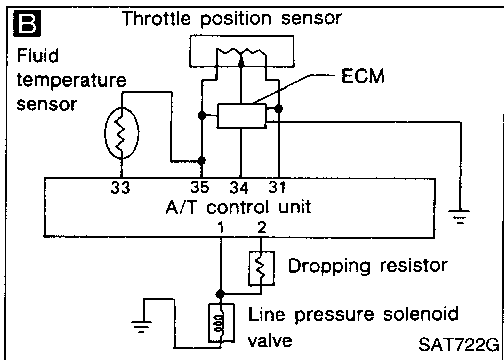 B
Throttle position sensor
Fluid
temperature
sensor
ECM
33 35 34 31
A/T control unit
1 2
Dropping resistor
Line pressure solenoid
valve
SAT722G